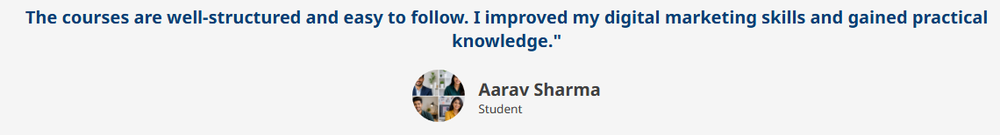 The courses are well-structured and easy to follow. I improved my digital marketing skills and gained practical
knowledge."
Aarav Sharma
Student